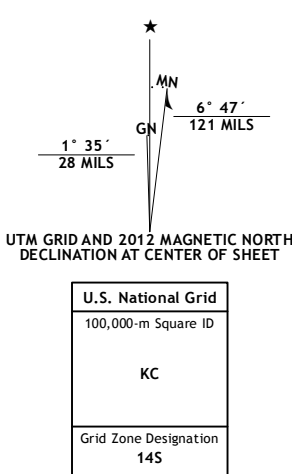 ★
MN
GN
6° 47´
121 MILS
1° 35´
28 MILS
UTM GRID AND 2012 MAGNETIC NORTH
DECLINATION AT CENTER OF SHEET
U.S. National Grid
100,000-m Square ID
KC
Grid Zone Designation
14S